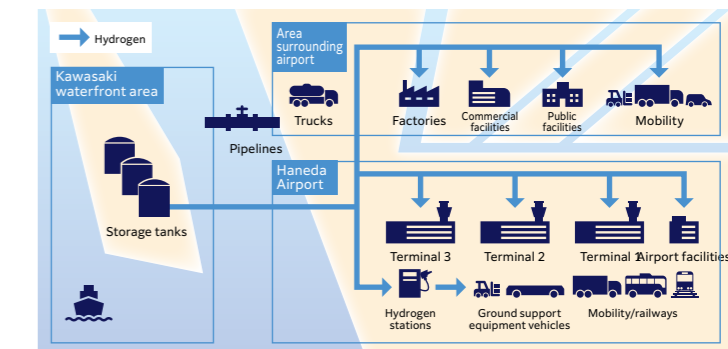 Hydrogen
Kawasaki
waterfront area
Storage tanks
Pipelines
Area
surrounding
airport
Trucks
Factories
Commercial
facilities
Public
facilities
Mobility
Haneda
Airport
Terminal 3
Terminal 2
Terminal 1
Airport facilities
Hydrogen
stations
Ground support
equipment vehicles
Mobility/railways